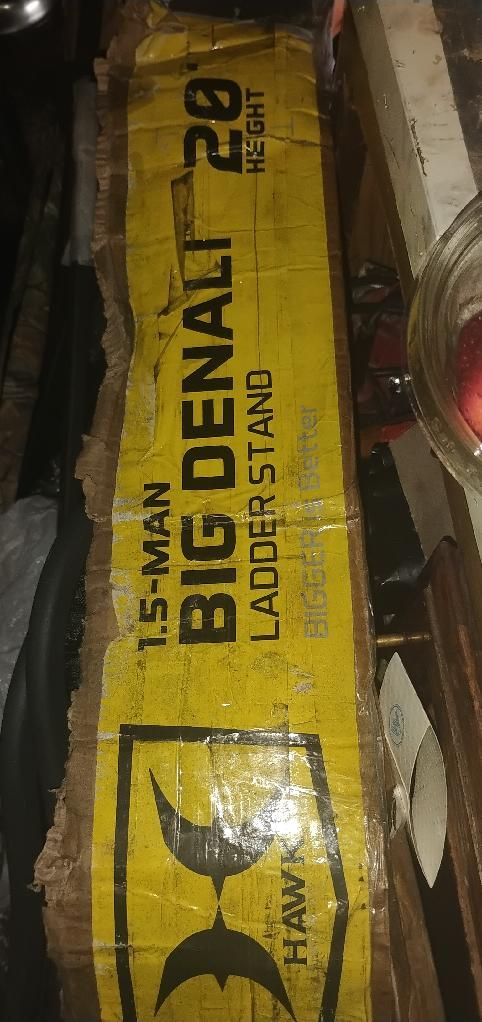 1.5-MAN
BIG DENALI 20'
LADDER STAND HEIGHT
BIGGER is Better
HAWK